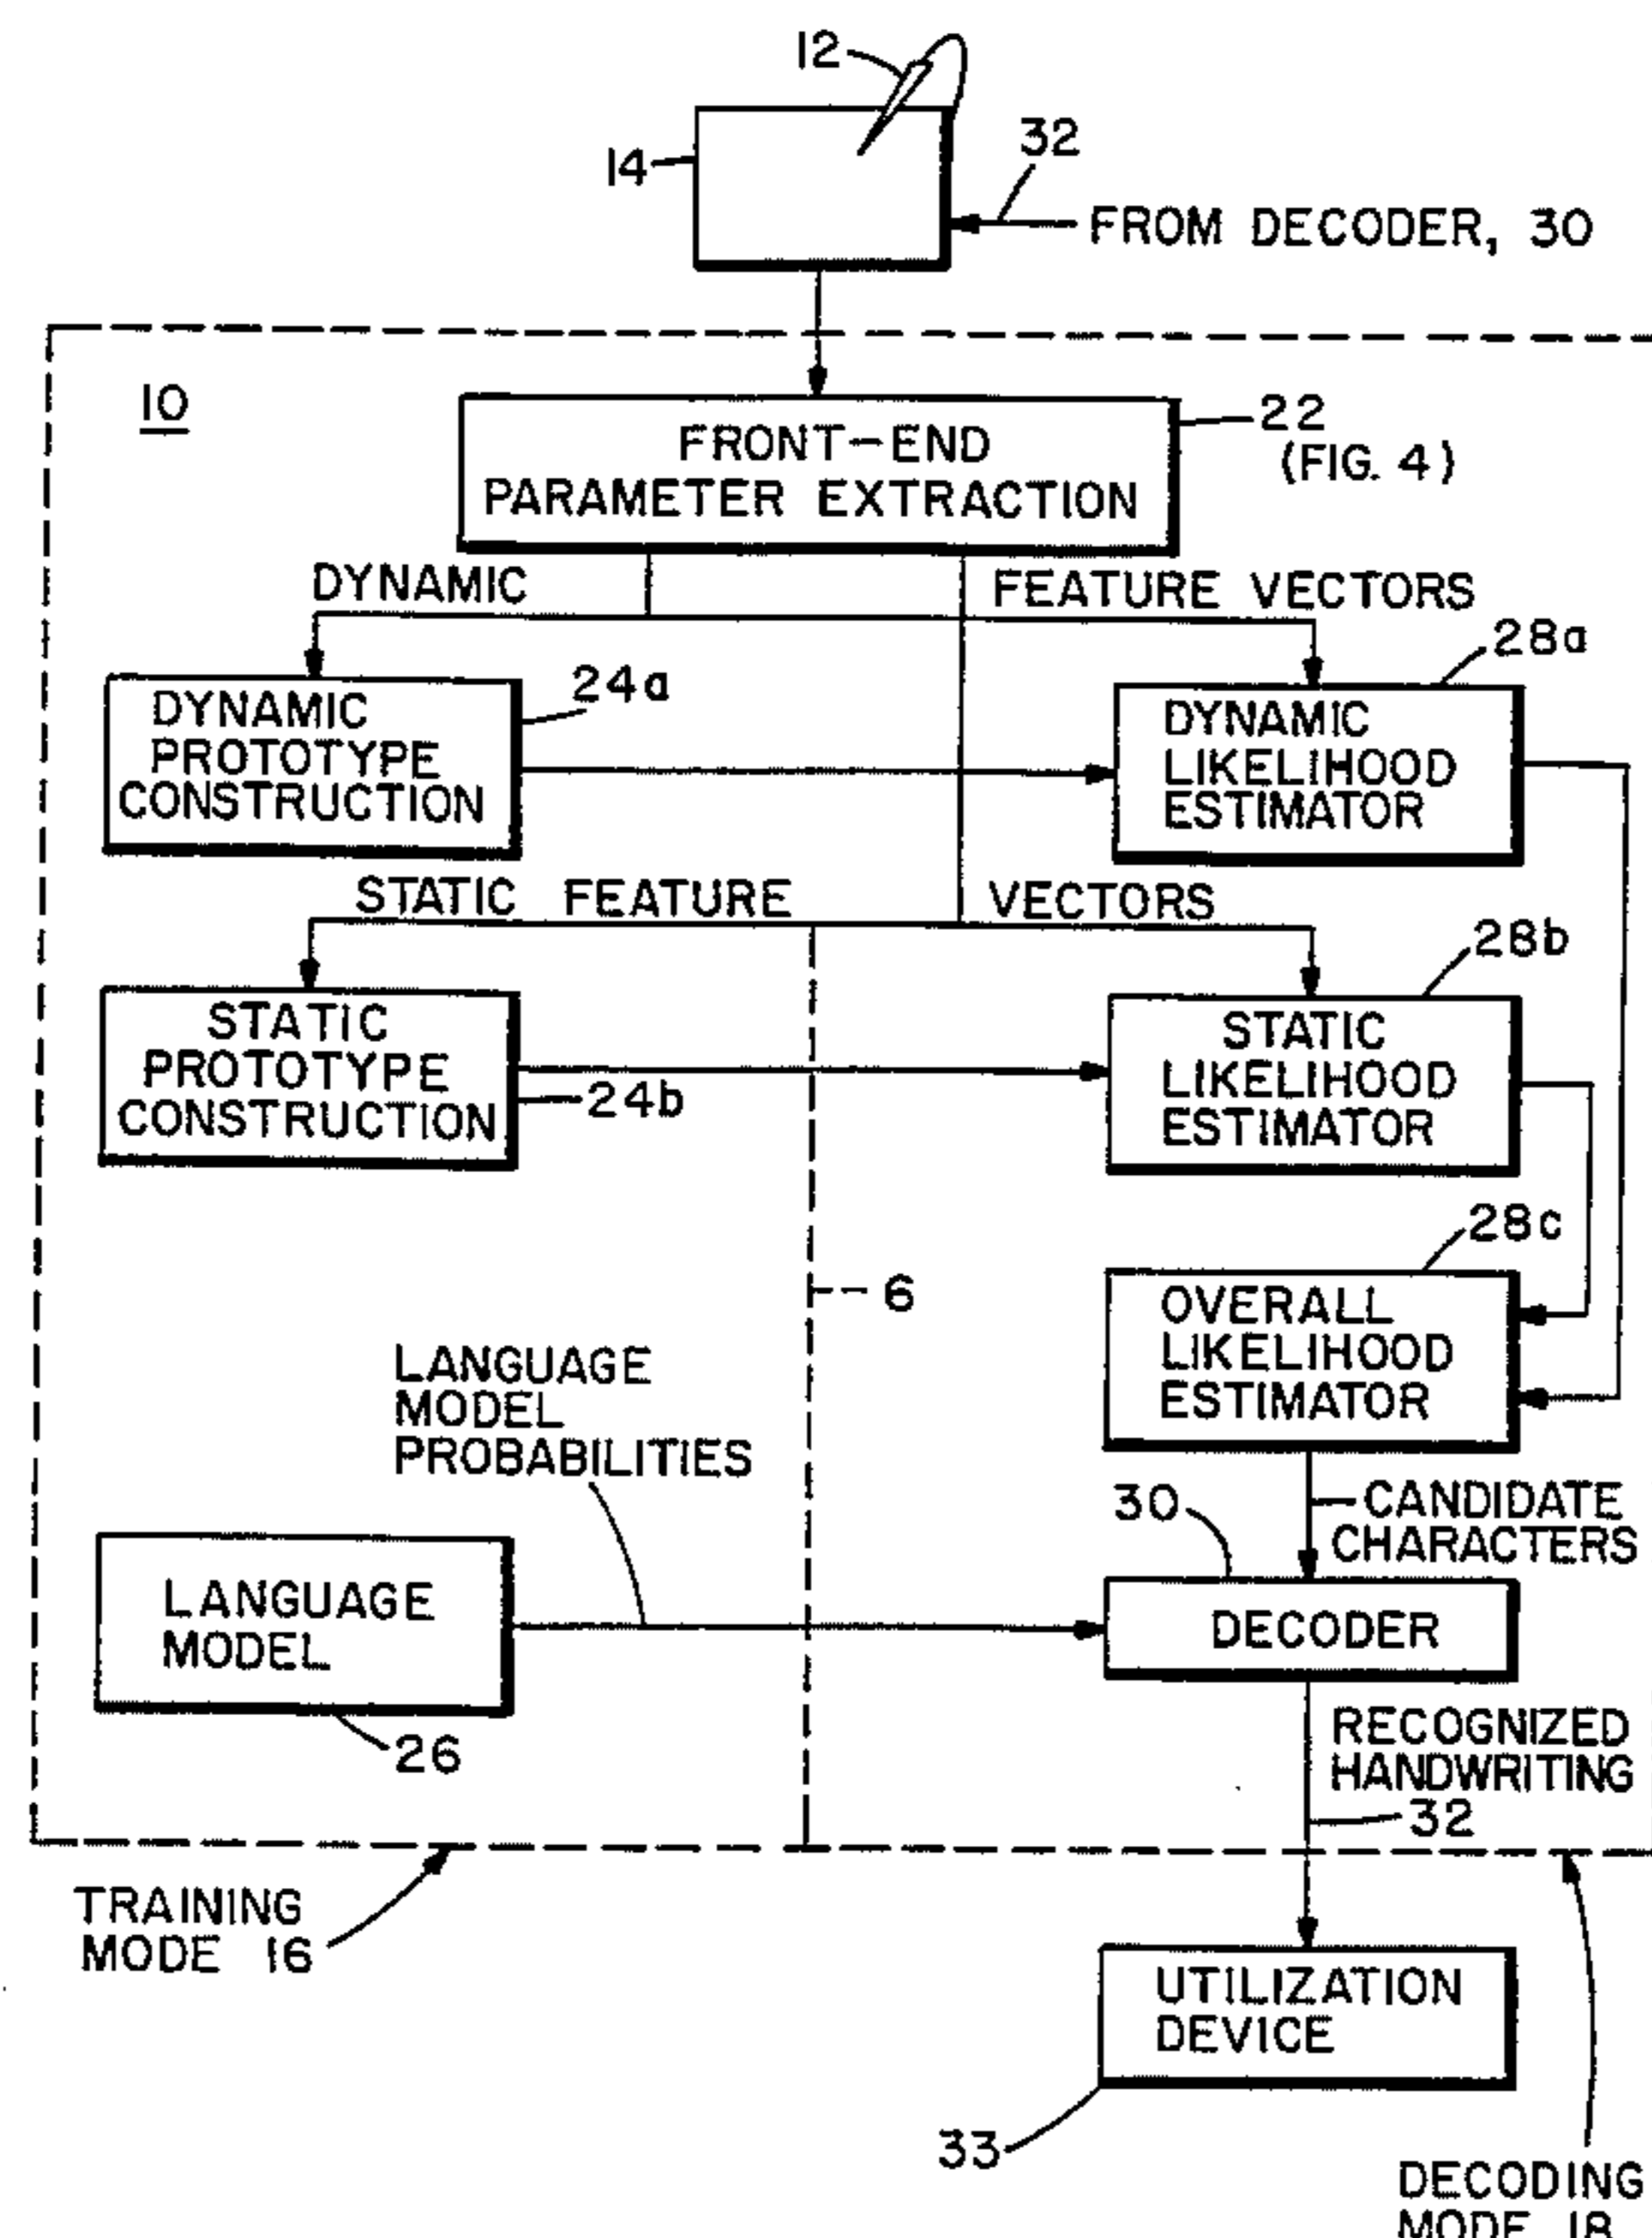 12
14
32
FROM DECODER, 30
10
FRONT-END
PARAMETER EXTRACTION
22
(FIG. 4)
DYNAMIC FEATURE VECTORS
24a
28a
DYNAMIC
PROTOTYPE
CONSTRUCTION
DYNAMIC
LIKELIHOOD
ESTIMATOR
STATIC FEATURE VECTORS
28b
STATIC
PROTOTYPE
CONSTRUCTION
24b
STATIC
LIKELIHOOD
ESTIMATOR
28c
6
OVERALL
LIKELIHOOD
ESTIMATOR
LANGUAGE
MODEL
PROBABILITIES
30
CANDIDATE
CHARACTERS
LANGUAGE
MODEL
DECODER
26
RECOGNIZED
HANDWRITING
32
TRAINING
MODE 16
UTILIZATION
DEVICE
33
DECODING
MODE 18